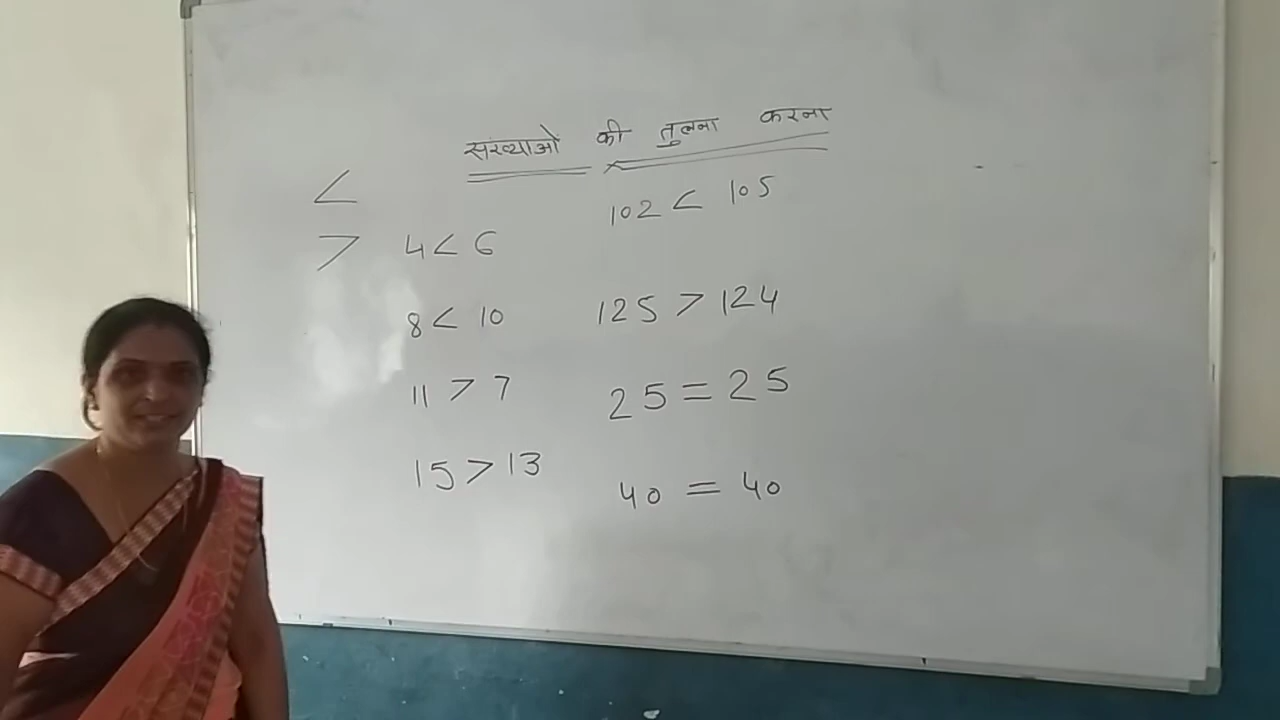 संख्याओ की तुलना करना
<
>
4 < 6
8 < 10
11 > 7
15 > 13
102 < 105
125 > 124
25 = 25
40 = 40